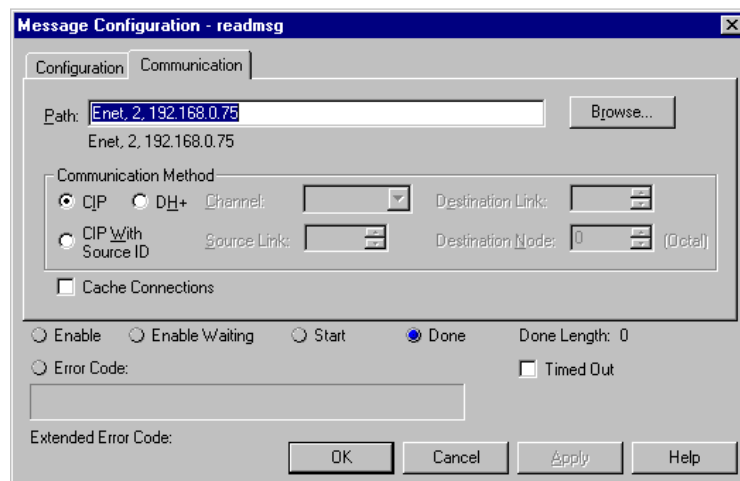 Message Configuration - readmsg
Configuration Communication
Path: Enet, 2, 192.168.0.75 Browse...
Enet, 2, 192.168.0.75
Communication Method
CIP DH+ Channel: Destination Link:
CIP With Source ID Source Link: Destination Node: 0 (Octal)
Cache Connections
Enable Enable Waiting Start Done Done Length: 0
Error Code: Timed Out
Extended Error Code:
OK Cancel Apply Help